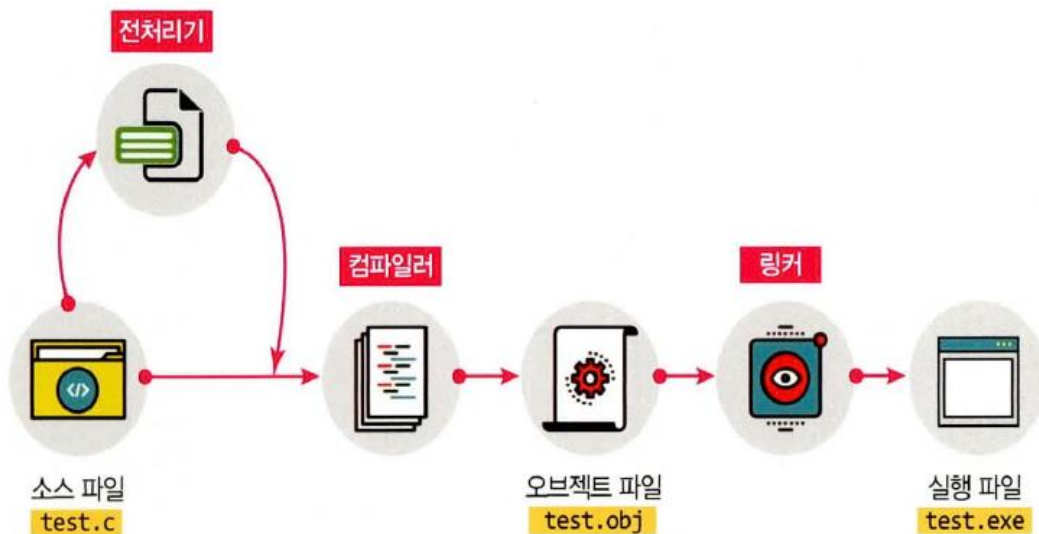 전처리기
컴파일러
링커
</>
소스 파일
test.c
오브젝트 파일
test.obj
실행 파일
test.exe